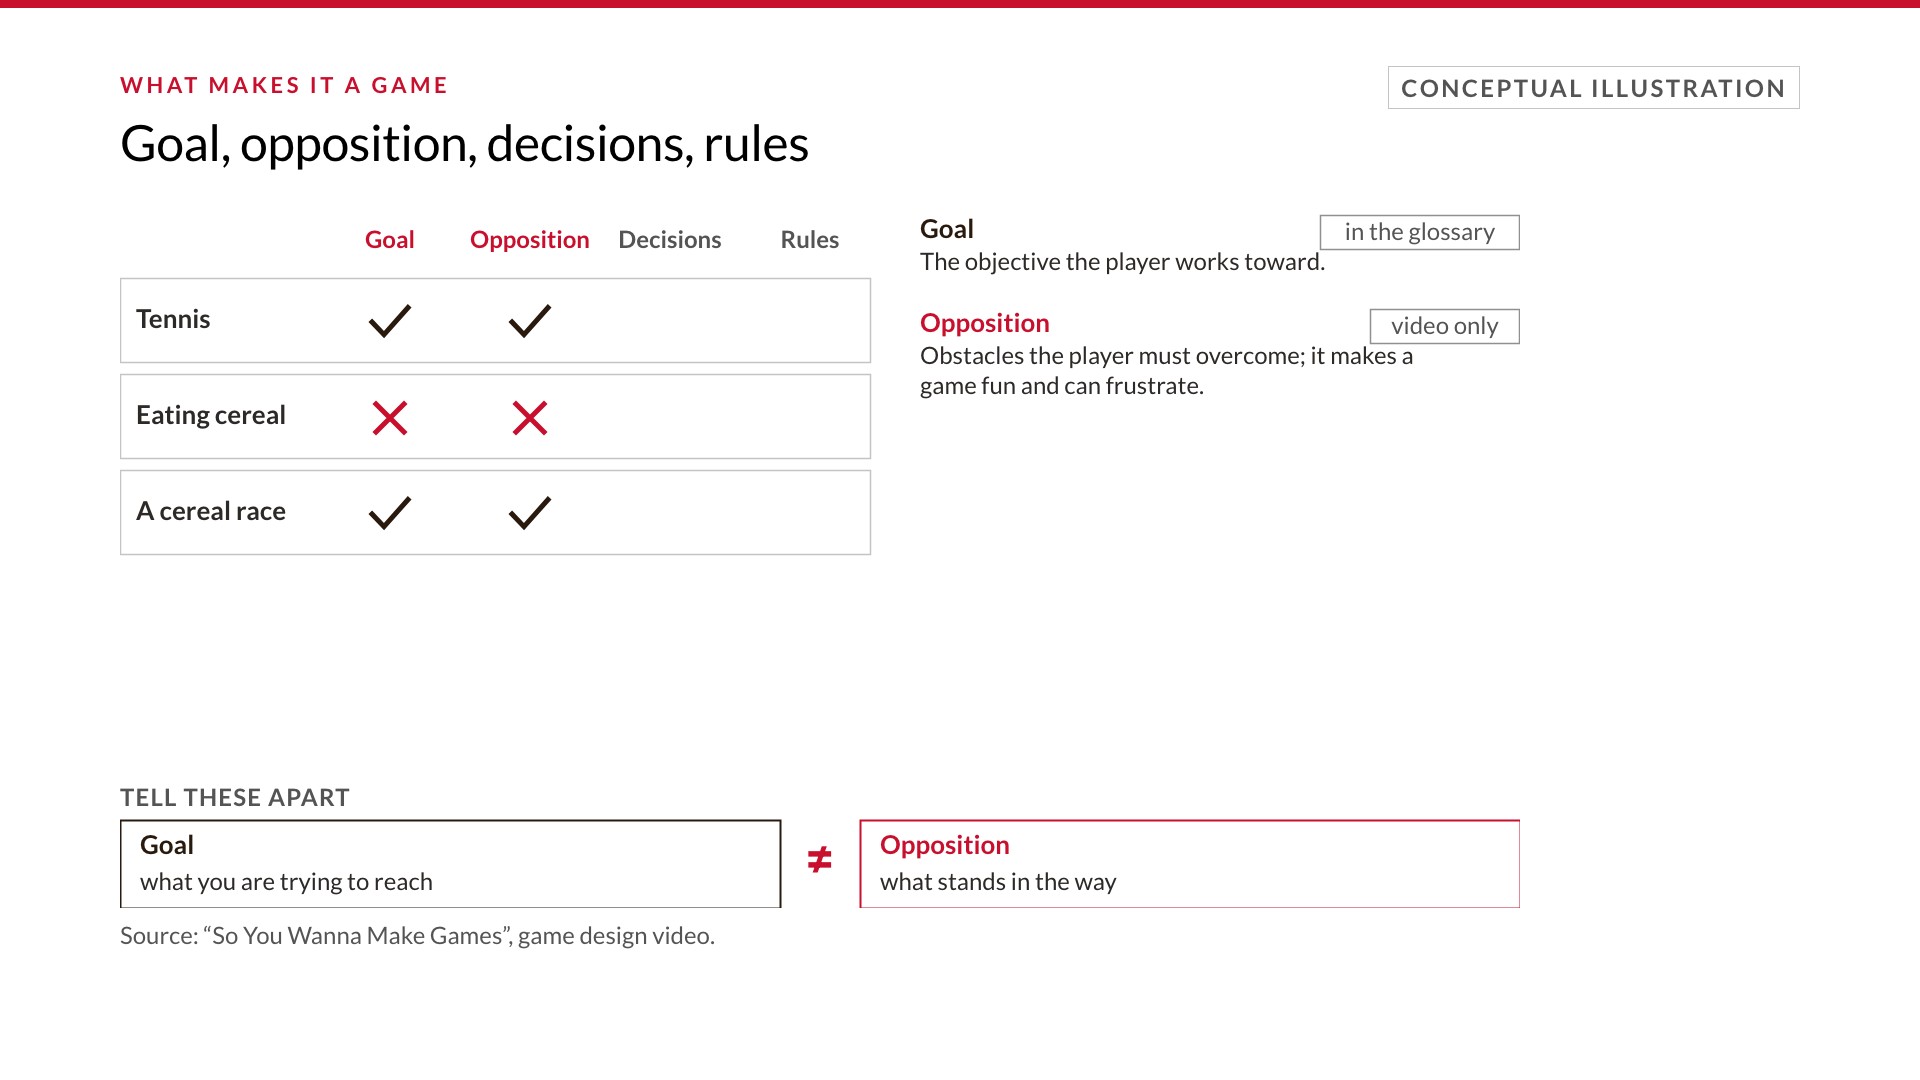 WHAT MAKES IT A GAME
CONCEPTUAL ILLUSTRATION
Goal, opposition, decisions, rules
Goal Opposition Decisions Rules
Tennis
Eating cereal
A cereal race
Goal
in the glossary
The objective the player works toward.
Opposition
video only
Obstacles the player must overcome; it makes a
game fun and can frustrate.
TELL THESE APART
Goal
what you are trying to reach
≠
Opposition
what stands in the way
Source: “So You Wanna Make Games”, game design video.